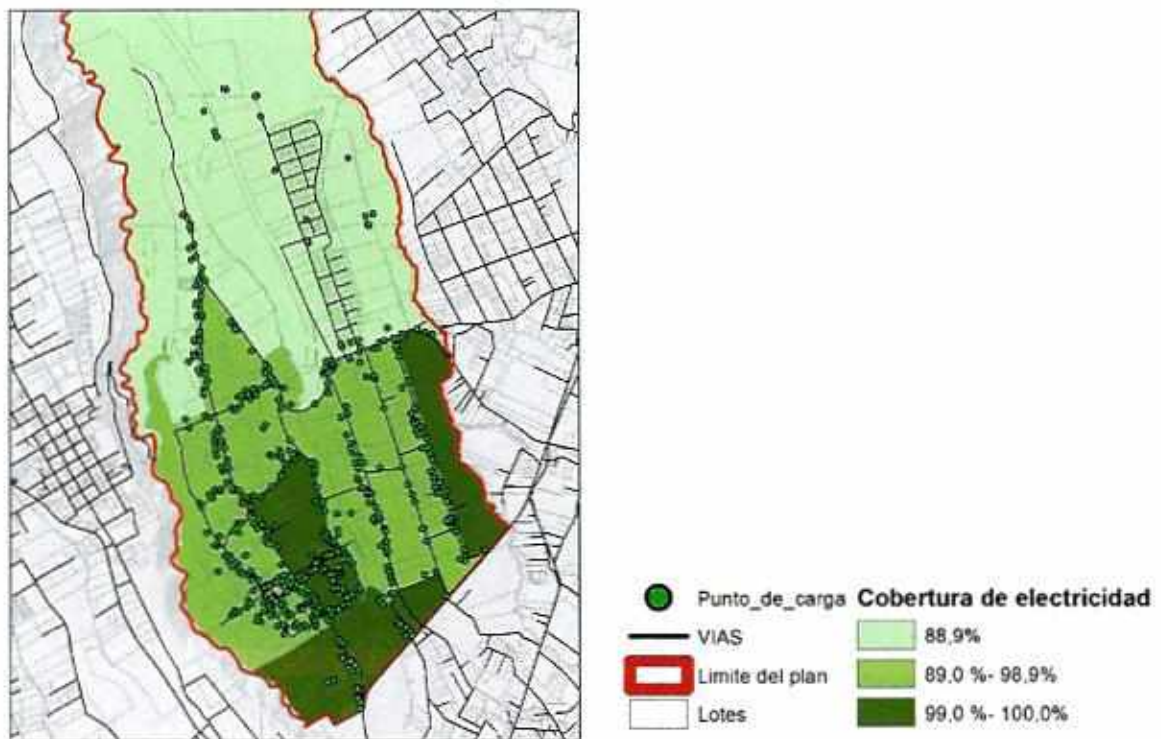 Punto_de_carga Cobertura de electricidad
VIAS 88,9%
Limite del plan 89,0 %- 98,9%
Lotes 99,0 %- 100,0%